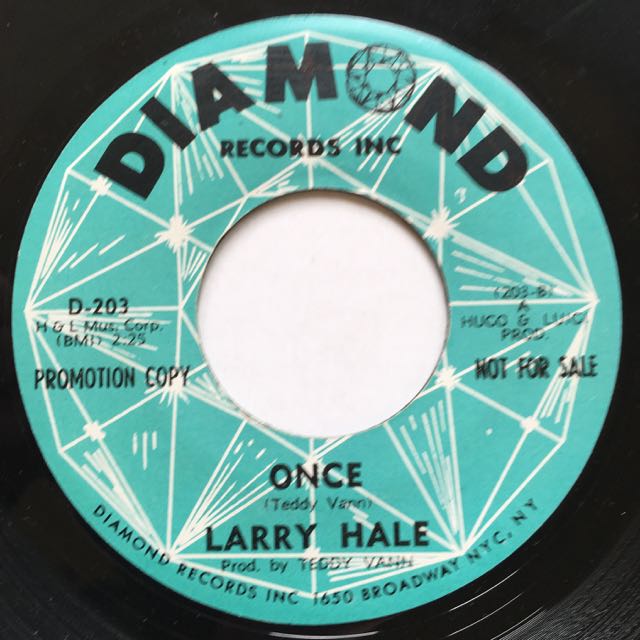 DIAMOND
RECORDS INC
D-203
H & L Mus. Corp.
(BMI) 2.25
PROMOTION COPY
(203-B)
A
HUGO & LUIGI
PROD.
NOT FOR SALE
ONCE
(Teddy Vann)
LARRY HALE
Prod. by TEDDY VANN
DIAMOND RECORDS INC 1650 BROADWAY NYC, NY